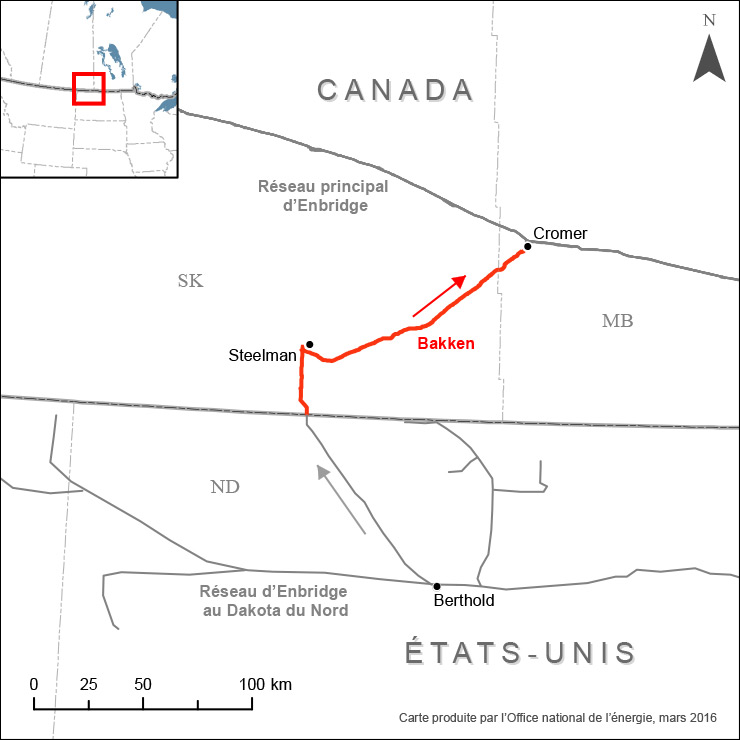 N
CANADA
Réseau principal
d'Enbridge
Cromer
SK
MB
Bakken
Steelman
ND
Réseau d'Enbridge
au Dakota du Nord
Berthold
ÉTATS-UNIS
0 25 50 100 km
Carte produite par l'Office national de l'énergie, mars 2016